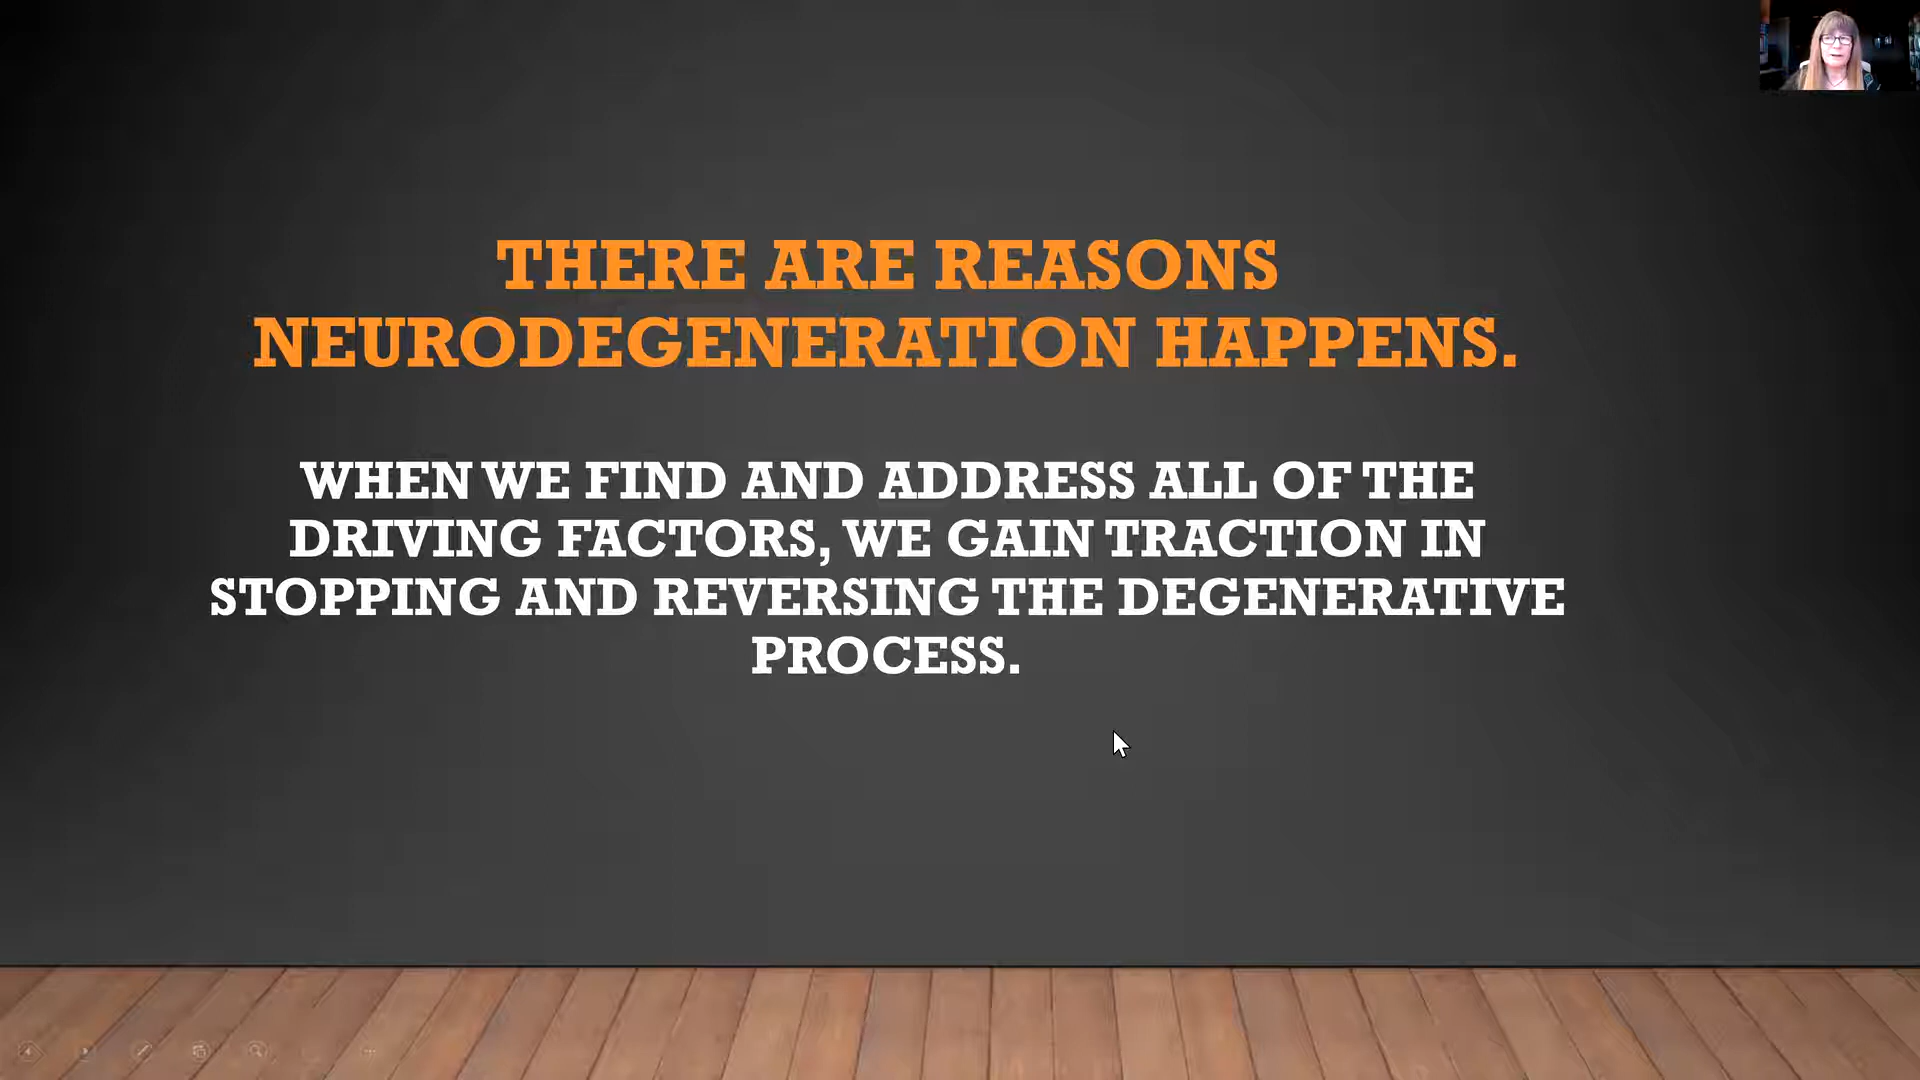 THERE ARE REASONS
NEURODEGENERATION HAPPENS.
WHEN WE FIND AND ADDRESS ALL OF THE
DRIVING FACTORS, WE GAIN TRACTION IN
STOPPING AND REVERSING THE DEGENERATIVE
PROCESS.